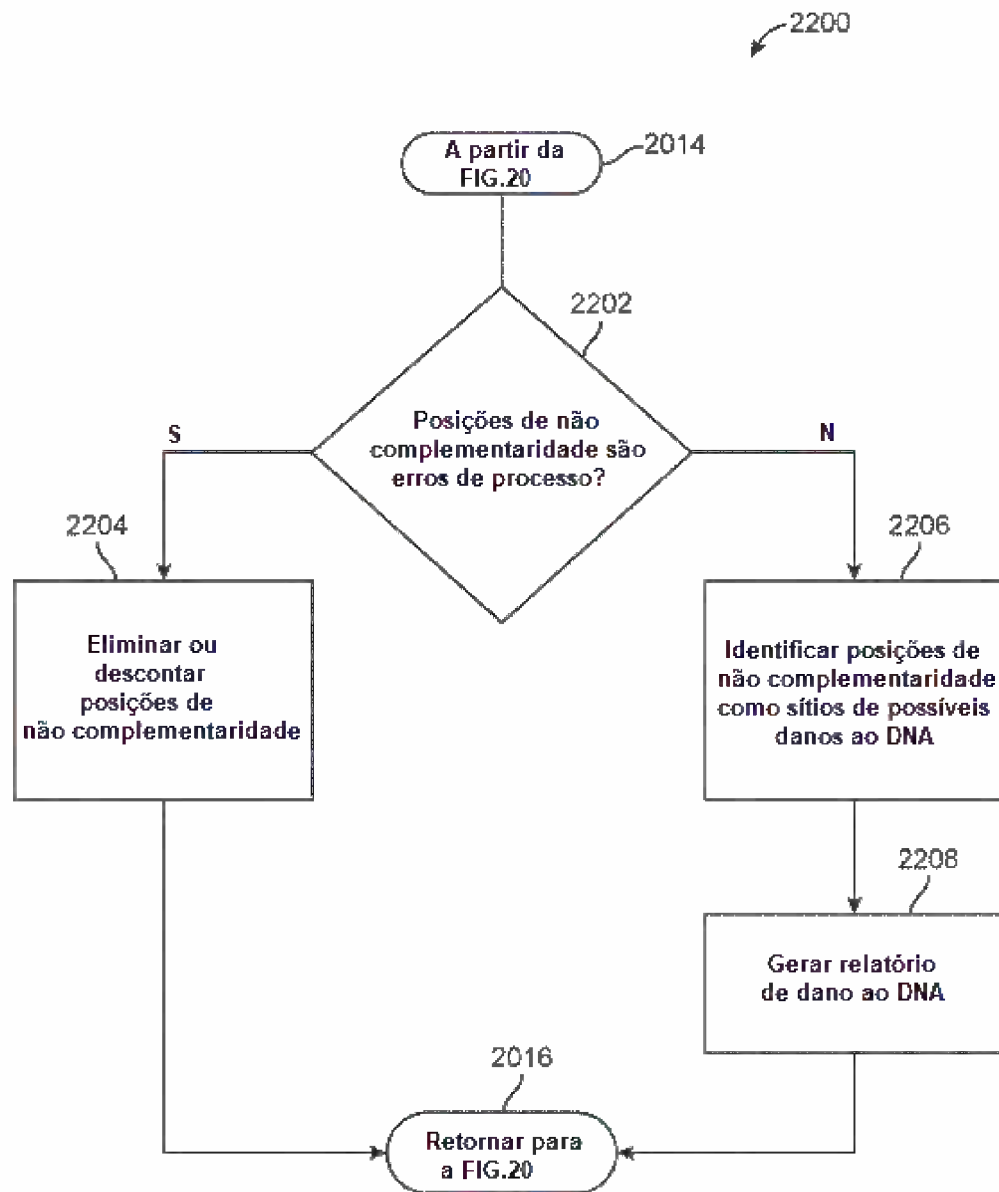 2200
A partir da
FIG.20
2014
2202
Posições de não
complementaridade são
erros de processo?
S
N
2204
Eliminar ou
descontar
posições de
não complementaridade
2206
Identificar posições de
não complementaridade
como sítios de possíveis
danos ao DNA
2208
Gerar relatório
de dano ao DNA
2016
Retornar para
a FIG.20